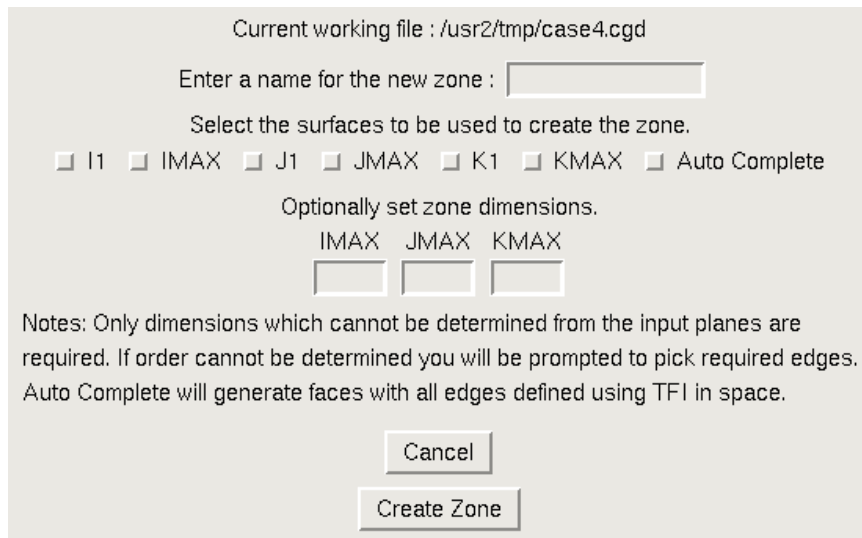 Current working file : /usr2/tmp/case4.cgd
Enter a name for the new zone :
Select the surfaces to be used to create the zone.
I1 IMAX J1 JMAX K1 KMAX Auto Complete
Optionally set zone dimensions.
IMAX JMAX KMAX
Notes: Only dimensions which cannot be determined from the input planes are
required. If order cannot be determined you will be prompted to pick required edges.
Auto Complete will generate faces with all edges defined using TFI in space.
Cancel
Create Zone